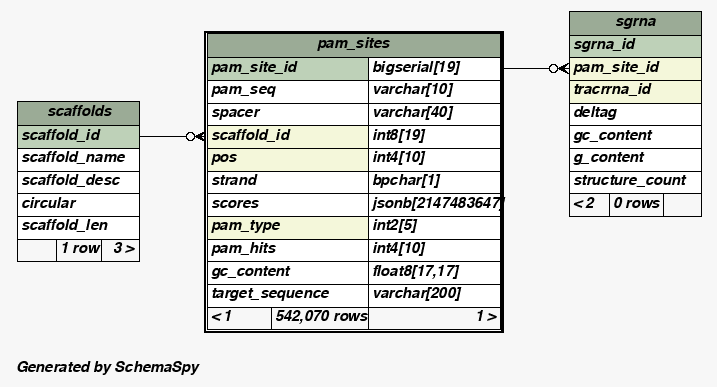 scaffolds
scaffold_id
scaffold_name
scaffold_desc
circular
scaffold_len
1 row 3 >
pam_sites
pam_site_id bigserial[19]
pam_seq varchar[10]
spacer varchar[40]
scaffold_id int8[19]
pos int4[10]
strand bpchar[1]
scores jsonb[2147483647]
pam_type int2[5]
pam_hits int4[10]
gc_content float8[17,17]
target_sequence varchar[200]
< 1 542,070 rows 1 >
sgrna
sgrna_id
pam_site_id
tracrrna_id
deltag
gc_content
g_content
structure_count
< 2 0 rows
Generated by SchemaSpy